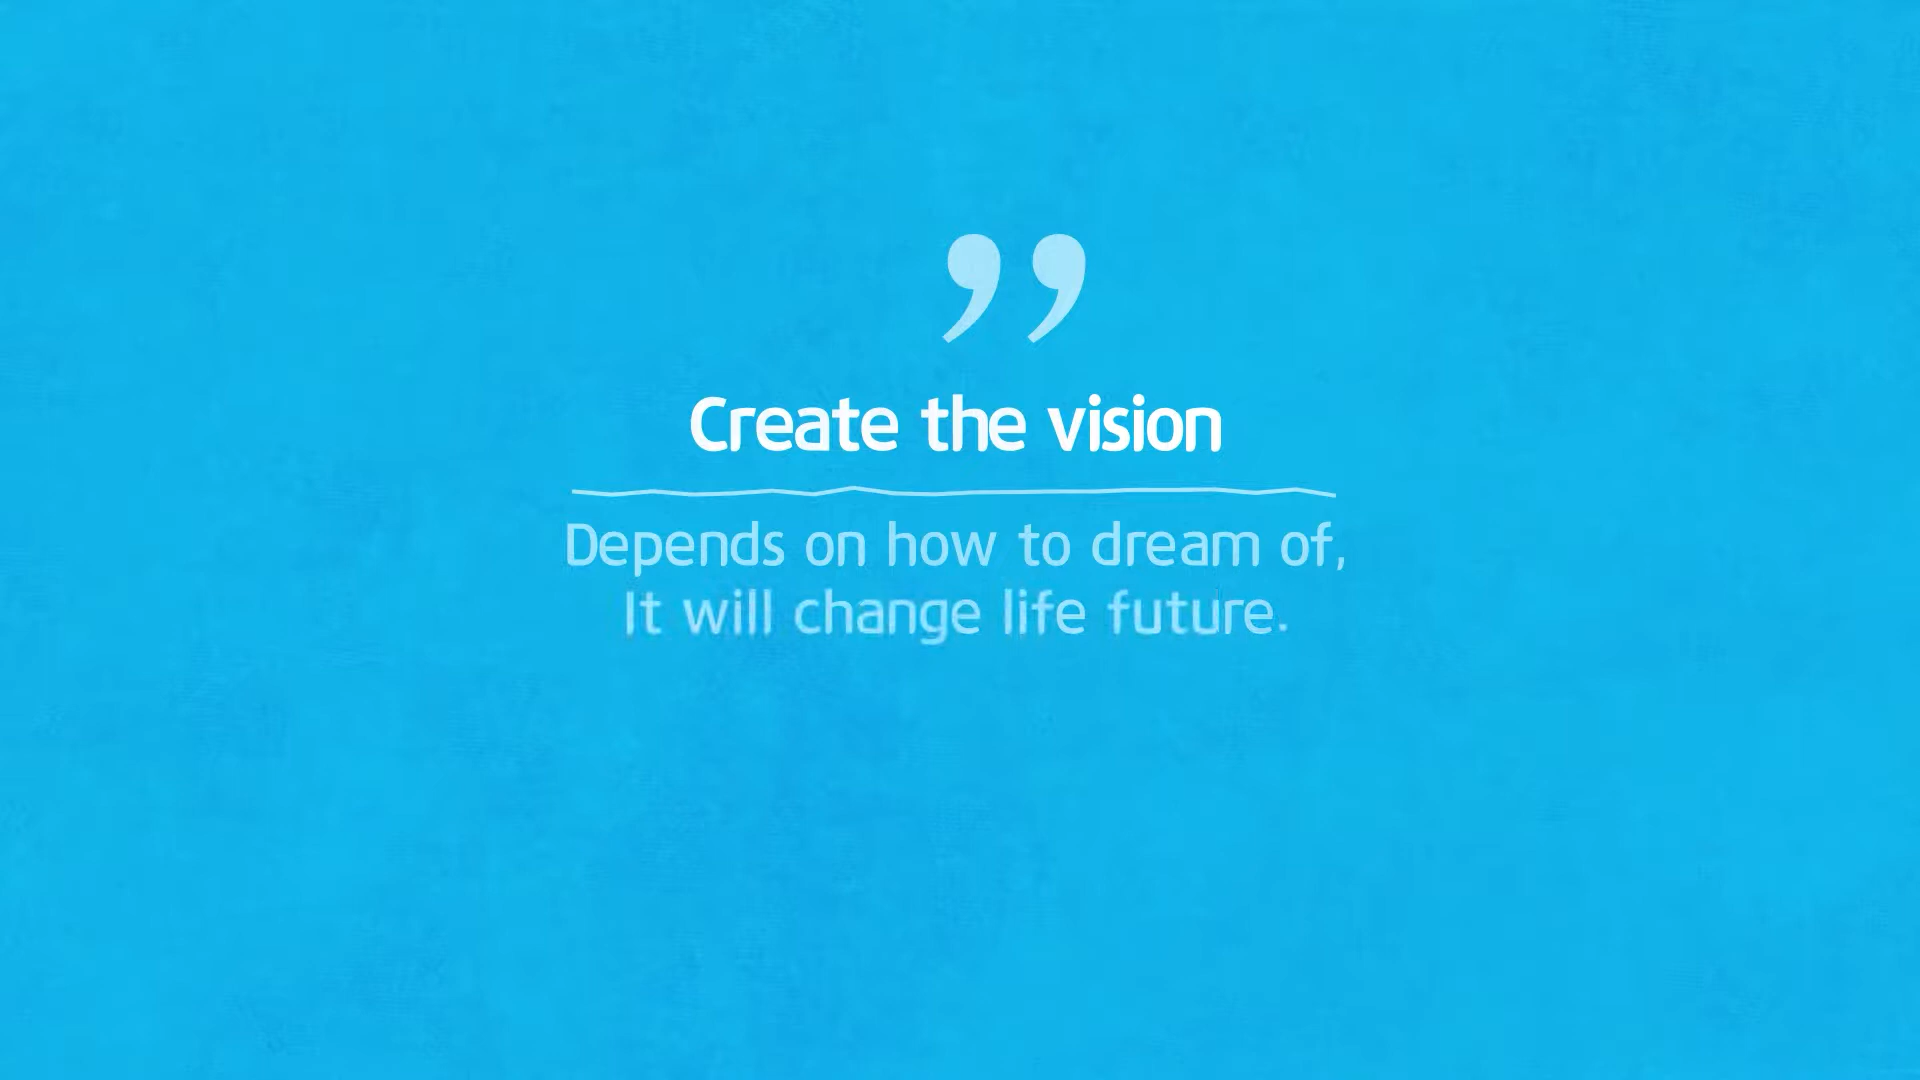 ”
Create the vision
Depends on how to dream of,
It will change life future.